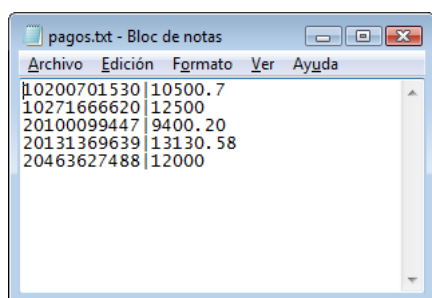 pagos.txt - Bloc de notas
Archivo Edición Formato Ver Ayuda
10200701530|10500.7
10271666620|12500
20100099447|9400.20
20131369639|13130.58
20463627488|12000